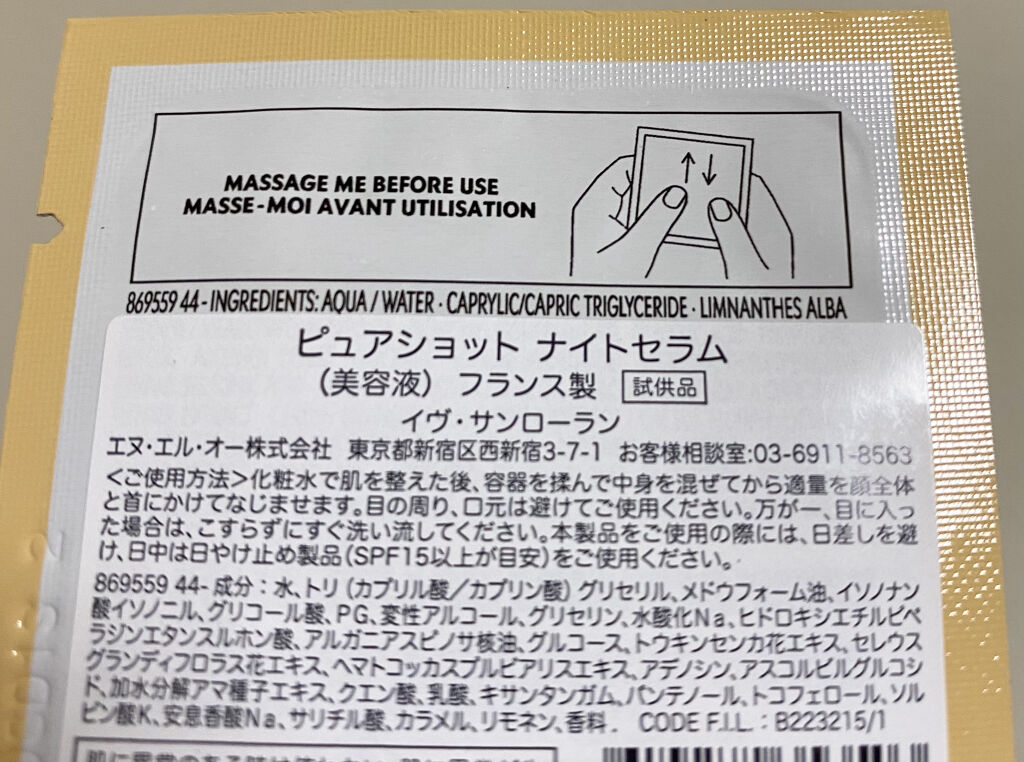 MASSAGE ME BEFORE USE
MASSE-MOI AVANT UTILISATION
869559 44 - INGREDIENTS: AQUA / WATER · CAPRYLIC/CAPRIC TRIGLYCERIDE · LIMNANTHES ALBA
ピュアショット ナイトセラム
（美容液） フランス製 試供品
イヴ・サンローラン
エヌ・エル・オー株式会社 東京都新宿区西新宿3-7-1 お客様相談室:03-6911-8563
＜ご使用方法＞化粧水で肌を整えた後、容器を揉んで中身を混ぜてから適量を顔全体
と首にかけてなじませます。目の周り、口元は避けてご使用ください。万が一、目に入っ
た場合は、こすらずにすぐ洗い流してください。本製品をご使用の際には、日差しを避
け、日中は日やけ止め製品（SPF15以上が目安）をご使用ください。
869559 44- 成分：水、トリ（カプリル酸／カプリン酸）グリセリル、メドウフォーム油、イソノナン
酸イソノニル、グリコール酸、PG、変性アルコール、グリセリン、水酸化Na、ヒドロキシエチルピペ
ラジンエタンスルホン酸、アルガニアスピノサ核油、グルコース、トウキンセンカ花エキス、セレウス
グランディフロラス花エキス、ヘマトコッカスプルビアリスエキス、アデノシン、アスコルビルグルコシ
ド、加水分解アマ種子エキス、クエン酸、乳酸、キサンタンガム、パンテノール、トコフェロール、ソル
ビン酸K、安息香酸Na、サリチル酸、カラメル、リモネン、香料. CODE F.I.L.：B223215/1